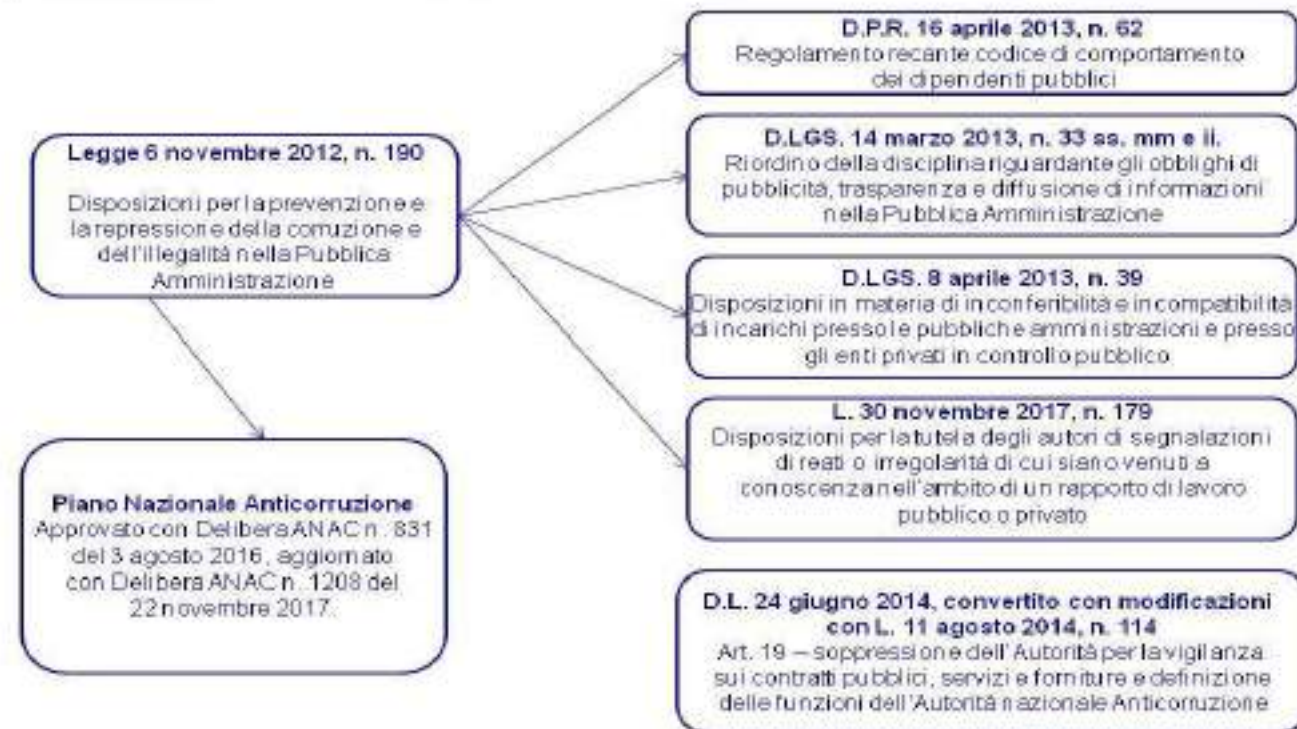 D.P.R. 16 aprile 2013, n. 62
Regolamento recante codice di comportamento
dei dipendenti pubblici
Legge 6 novembre 2012, n. 190
Disposizioni per la prevenzione e
la repressione della corruzione e
dell'illegalità nella Pubblica
Amministrazione
D.LGS. 14 marzo 2013, n. 33 ss. mm e ii.
Riordino della disciplina riguardante gli obblighi di
pubblicità, trasparenza e diffusione di informazioni
nella Pubblica Amministrazione
D.LGS. 8 aprile 2013, n. 39
Disposizioni in materia di inconferibilità e incompatibilità
di incarichi presso le pubbliche amministrazioni e presso
gli enti privati in controllo pubblico
L. 30 novembre 2017, n. 179
Disposizioni per la tutela degli autori di segnalazioni
di reati o irregolarità di cui siano venuti a
conoscenza nell'ambito di un rapporto di lavoro
pubblico o privato
Piano Nazionale Anticorruzione
Approvato con Delibera ANAC n. 831
del 3 agosto 2016, aggiornato
con Delibera ANAC n. 1208 del
22 novembre 2017.
D.L. 24 giugno 2014, convertito con modificazioni
con L. 11 agosto 2014, n. 114
Art. 19 – soppressione dell'Autorità per la vigilanza
sui contratti pubblici, servizi e forniture e definizione
delle funzioni dell'Autorità nazionale Anticorruzione